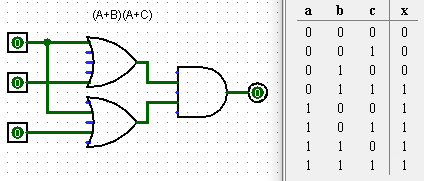 (A+B)(A+C)
0
0
0
0
a b c x
0 0 0 0
0 0 1 0
0 1 0 0
0 1 1 1
1 0 0 1
1 0 1 1
1 1 0 1
1 1 1 1